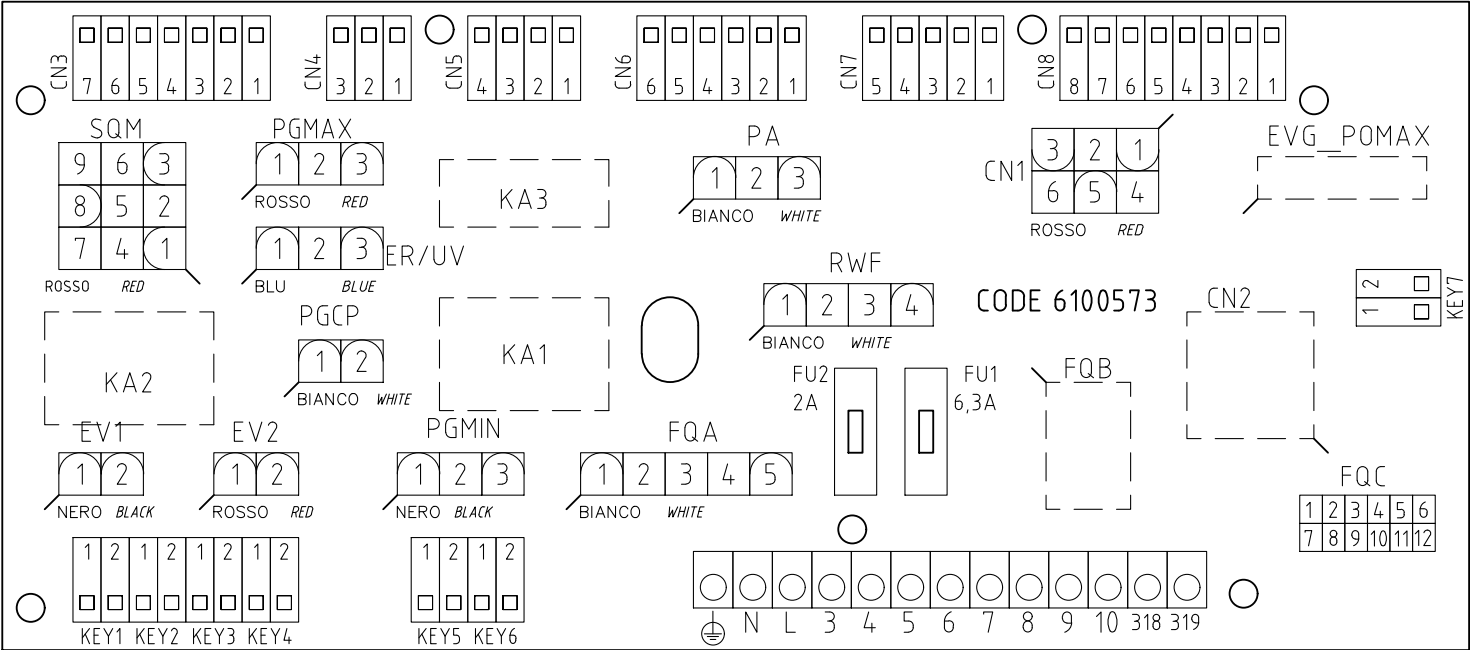 CN3 7 6 5 4 3 2 1
CN4 3 2 1
CN5 4 3 2 1
CN6 6 5 4 3 2 1
CN7 5 4 3 2 1
CN8 8 7 6 5 4 3 2 1
SQM
9 6 3
8 5 2
7 4 1
ROSSO RED
PGMAX
1 2 3
ROSSO RED
1 2 3 ER/UV
BLU BLUE
KA3
PA
1 2 3
BIANCO WHITE
CN1
3 2 1
6 5 4
ROSSO RED
EVG_POMAX
RWF
1 2 3 4
BIANCO WHITE
CODE 6100573
CN2
2
1
KEY7
KA2
PGCP
1 2
BIANCO WHITE
KA1
FU2
2A
FU1
6,3A
FQB
EV1
1 2
NERO BLACK
EV2
1 2
ROSSO RED
PGMIN
1 2 3
NERO BLACK
FQA
1 2 3 4 5
BIANCO WHITE
FQC
1 2 3 4 5 6
7 8 9 10 11 12
1 2 1 2 1 2 1 2
KEY1 KEY2 KEY3 KEY4
1 2 1 2
KEY5 KEY6
N L 3 4 5 6 7 8 9 10 318 319